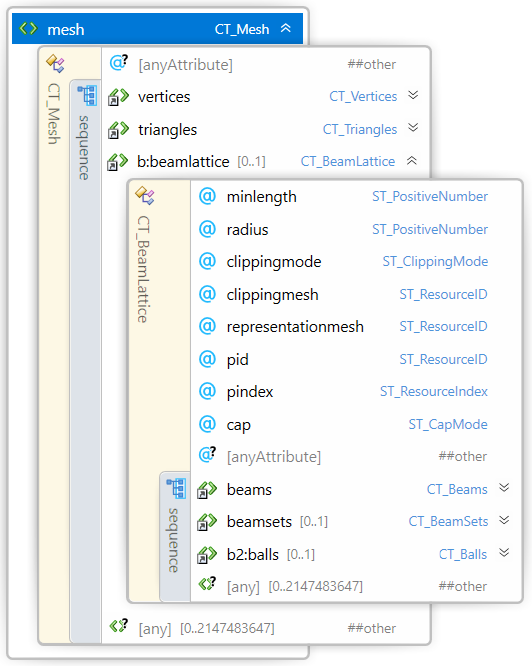 mesh CT_Mesh
[anyAttribute] ##other
CT_Mesh
sequence
vertices CT_Vertices
triangles CT_Triangles
b:beamlattice [0..1] CT_BeamLattice
CT_BeamLattice
minlength ST_PositiveNumber
radius ST_PositiveNumber
clippingmode ST_ClippingMode
clippingmesh ST_ResourceID
representationmesh ST_ResourceID
pid ST_ResourceID
pindex ST_ResourceIndex
cap ST_CapMode
[anyAttribute] ##other
sequence
beams CT_Beams
beamsets [0..1] CT_BeamSets
b2:balls [0..1] CT_Balls
[any] [0..2147483647] ##other
[any] [0..2147483647] ##other